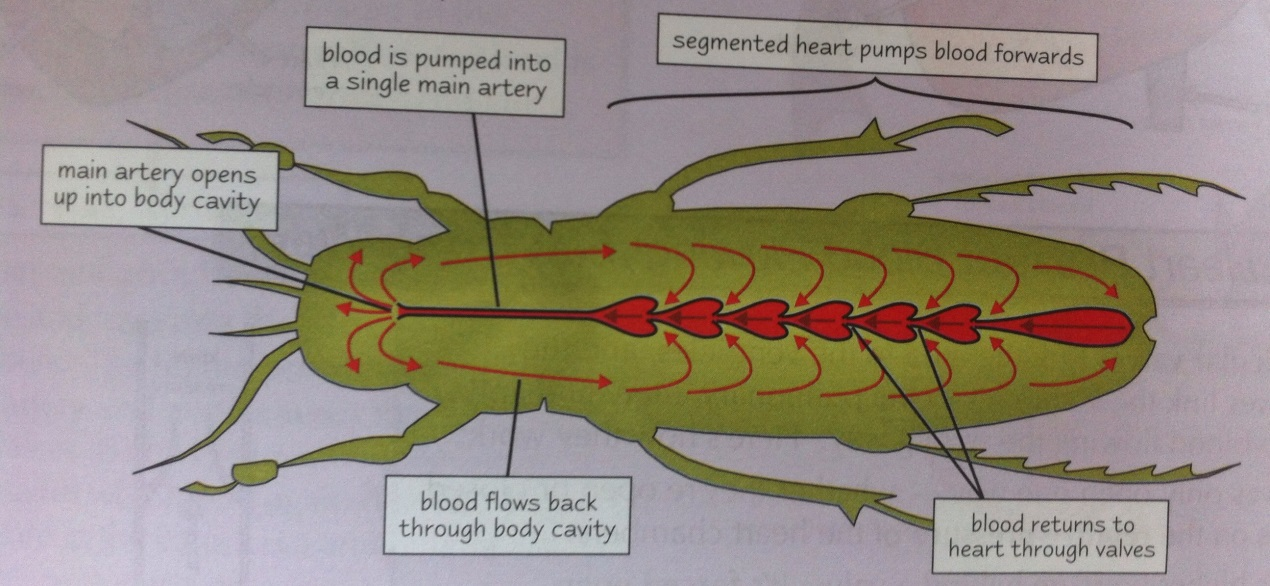 blood is pumped into
a single main artery
segmented heart pumps blood forwards
main artery opens
up into body cavity
blood flows back
through body cavity
blood returns to
heart through valves